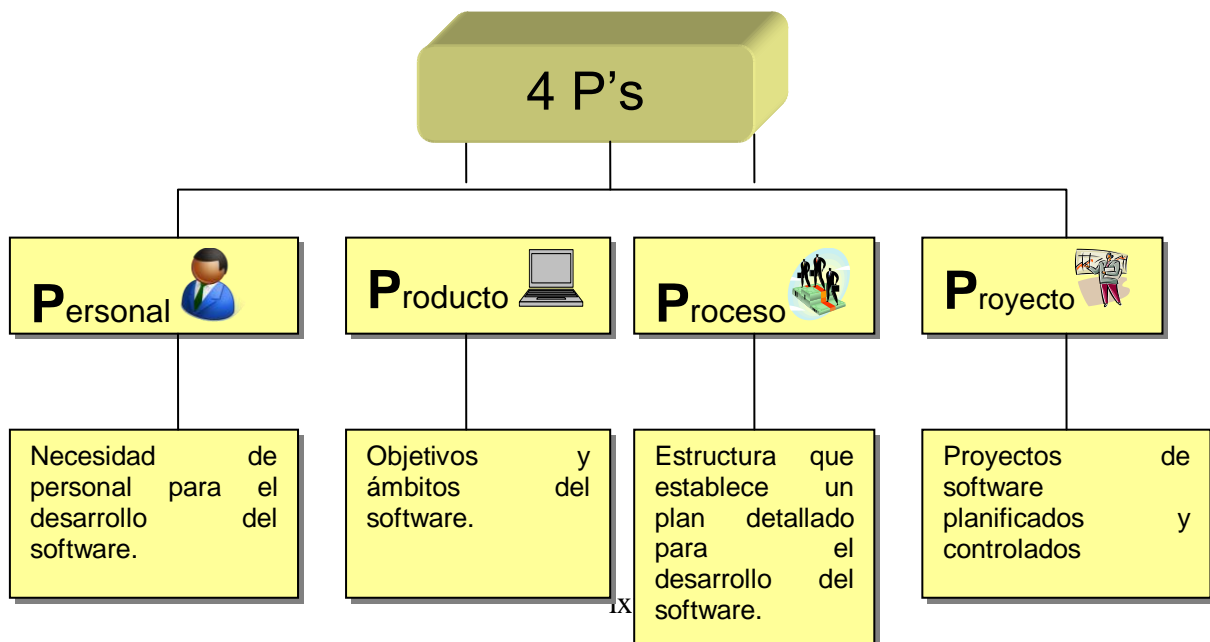 4 P's
Personal
Producto
Proceso
Proyecto
Necesidad de
personal para el
desarrollo del
software.
Objetivos y
ámbitos del
software.
Estructura que
establece un
plan detallado
para el
desarrollo del
software.
Proyectos de
software
planificados y
controlados
ix